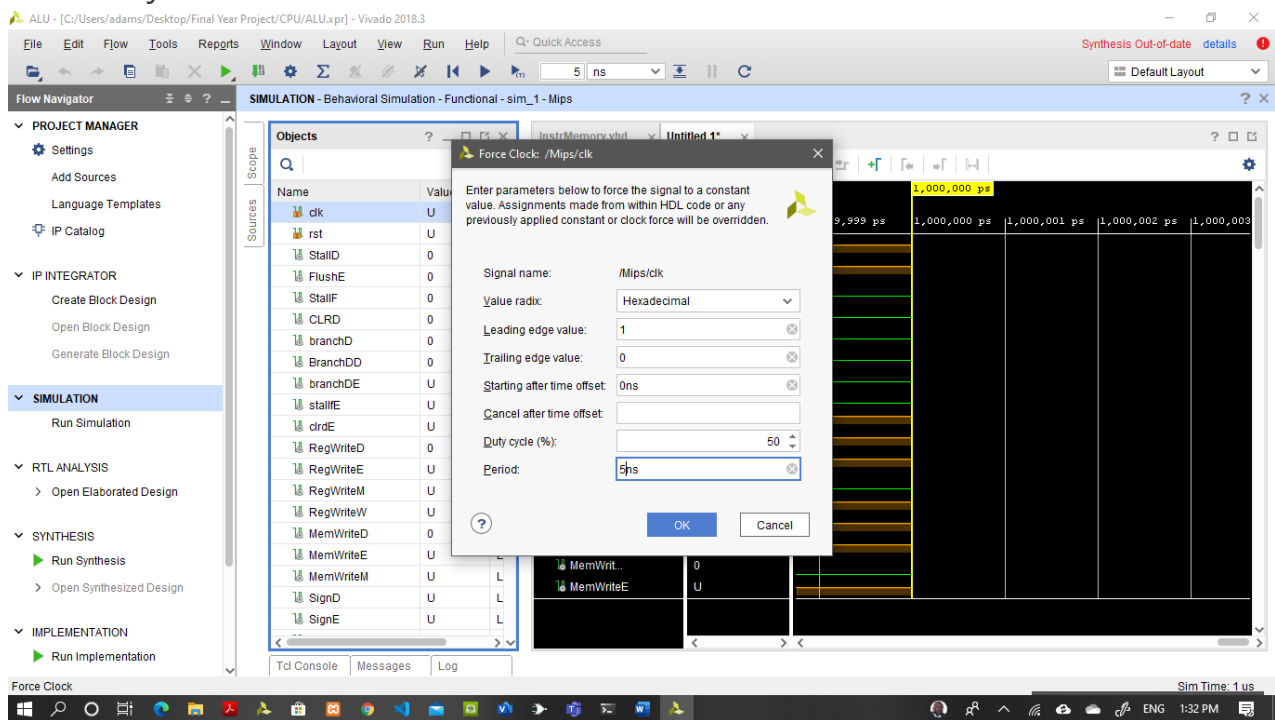 ALU - [C:/Users/adams/Desktop/Final Year Project/CPU/ALU.xpr] - Vivado 2018.3
File Edit Flow Tools Reports Window Layout View Run Help Quick Access
Synthesis Out-of-date details
5 ns
Default Layout
Flow Navigator
SIMULATION - Behavioral Simulation - Functional - sim_1 - Mips
PROJECT MANAGER
Settings
Add Sources
Language Templates
IP Catalog
IP INTEGRATOR
Create Block Design
Open Block Design
Generate Block Design
SIMULATION
Run Simulation
RTL ANALYSIS
Open Elaborated Design
SYNTHESIS
Run Synthesis
Open Synthesized Design
IMPLEMENTATION
Run Implementation
Scope
Sources
Objects
Name Valu
clk U
rst U
StallD 0
FlushE 0
StallF 0
CLRD 0
branchD 0
BranchDD 0
branchDE U
stallfE U
clrdE U
RegWriteD 0
RegWriteE U
RegWriteM U
RegWriteW U
MemWriteD 0
MemWriteE U
MemWriteM U L
SignD U L
SignE U L
Tcl Console Messages Log
InstrMemory.vhd Untitled 1*
Force Clock: /Mips/clk
Enter parameters below to force the signal to a constant
value. Assignments made from within HDL code or any
previously applied constant or clock force will be overridden.
Signal name: /Mips/clk
Value radix: Hexadecimal
Leading edge value: 1
Trailing edge value: 0
Starting after time offset: 0ns
Cancel after time offset:
Duty cycle (%): 50
Period: 5ns
? OK Cancel
1,000,000 ps
9,999 ps 1,000,000 ps 1,000,001 ps 1,000,002 ps 1,000,003
MemWrit... 0
MemWriteE U
Force Clock
Sim Time: 1 us
ENG 1:32 PM